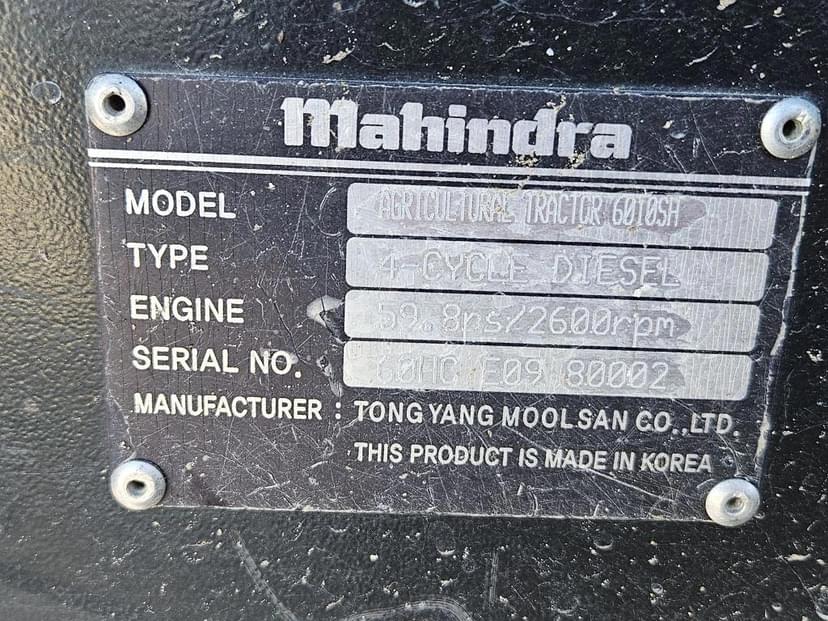 Mahindra
MODEL AGRICULTURAL TRACTOR 6010SH
TYPE 4-CYCLE DIESEL
ENGINE 59.8ps/2600rpm
SERIAL NO. 60HC E09 80002
MANUFACTURER : TONG YANG MOOLSAN CO.,LTD.
THIS PRODUCT IS MADE IN KOREA